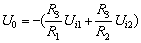 U₀ = -(R₃/R₁ Uᵢ₁ + R₃/R₂ Uᵢ₂)